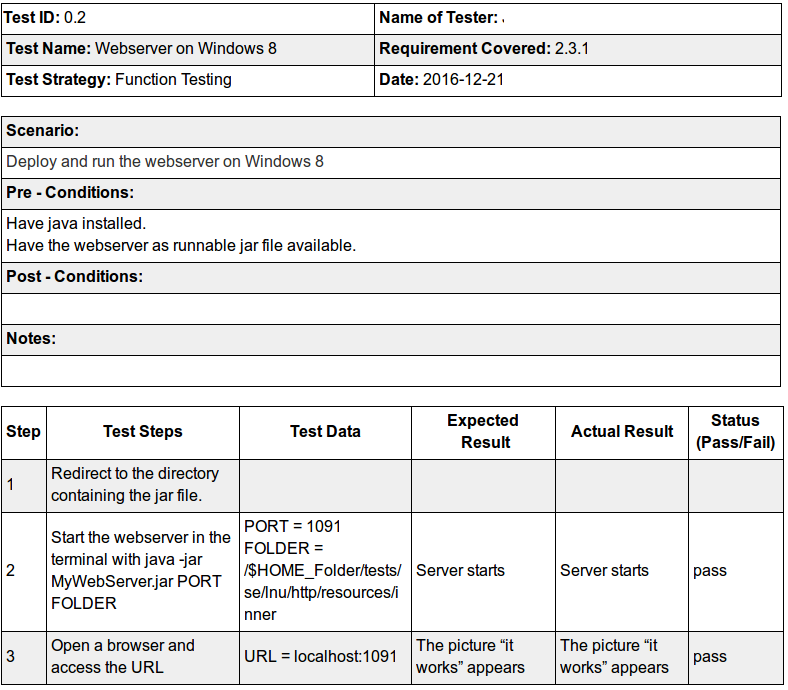 Test ID: 0.2
Name of Tester:
Test Name: Webserver on Windows 8
Requirement Covered: 2.3.1
Test Strategy: Function Testing
Date: 2016-12-21
Scenario:
Deploy and run the webserver on Windows 8
Pre - Conditions:
Have java installed.
Have the webserver as runnable jar file available.
Post - Conditions:
Notes:
Step
Test Steps
Test Data
Expected
Result
Actual Result
Status
(Pass/Fail)
1
Redirect to the directory
containing the jar file.
2
Start the webserver in the
terminal with java -jar
MyWebServer.jar PORT
FOLDER
PORT = 1091
FOLDER =
/$HOME_Folder/tests/
se/lnu/http/resources/i
nner
Server starts
Server starts
pass
3
Open a browser and
access the URL
URL = localhost:1091
The picture “it
works” appears
The picture “it
works” appears
pass